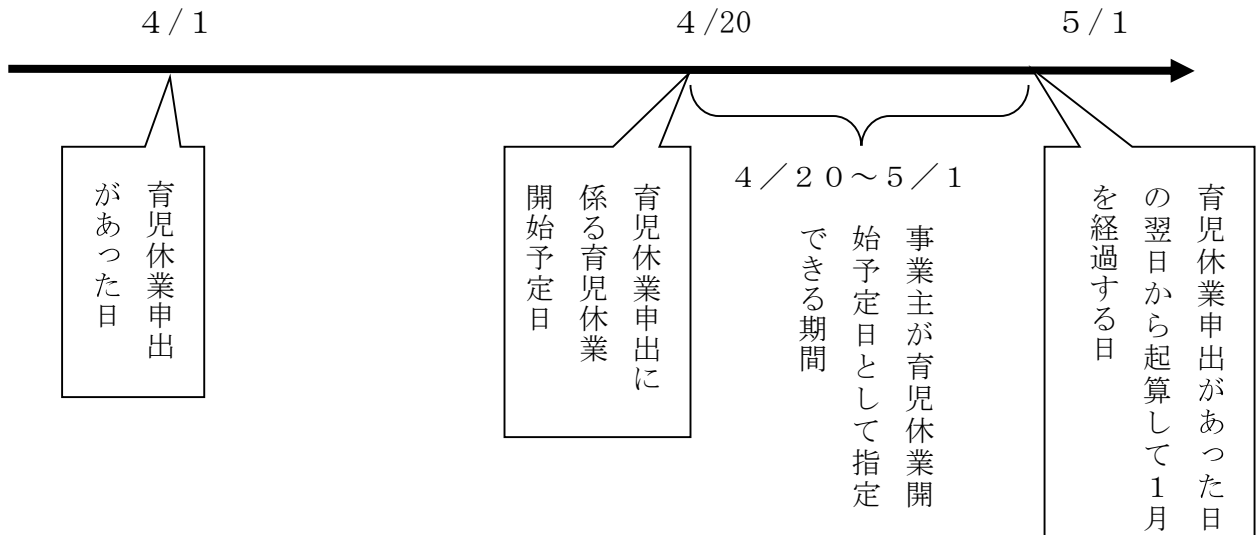 ４/１
４/20
５/１
育児休業申出
があった日
育児休業申出に
係る育児休業
開始予定日
４／２０～５／１
事業主が育児休業開
始予定日として指定
できる期間
育児休業申出があった日
の翌日から起算して１月
を経過する日